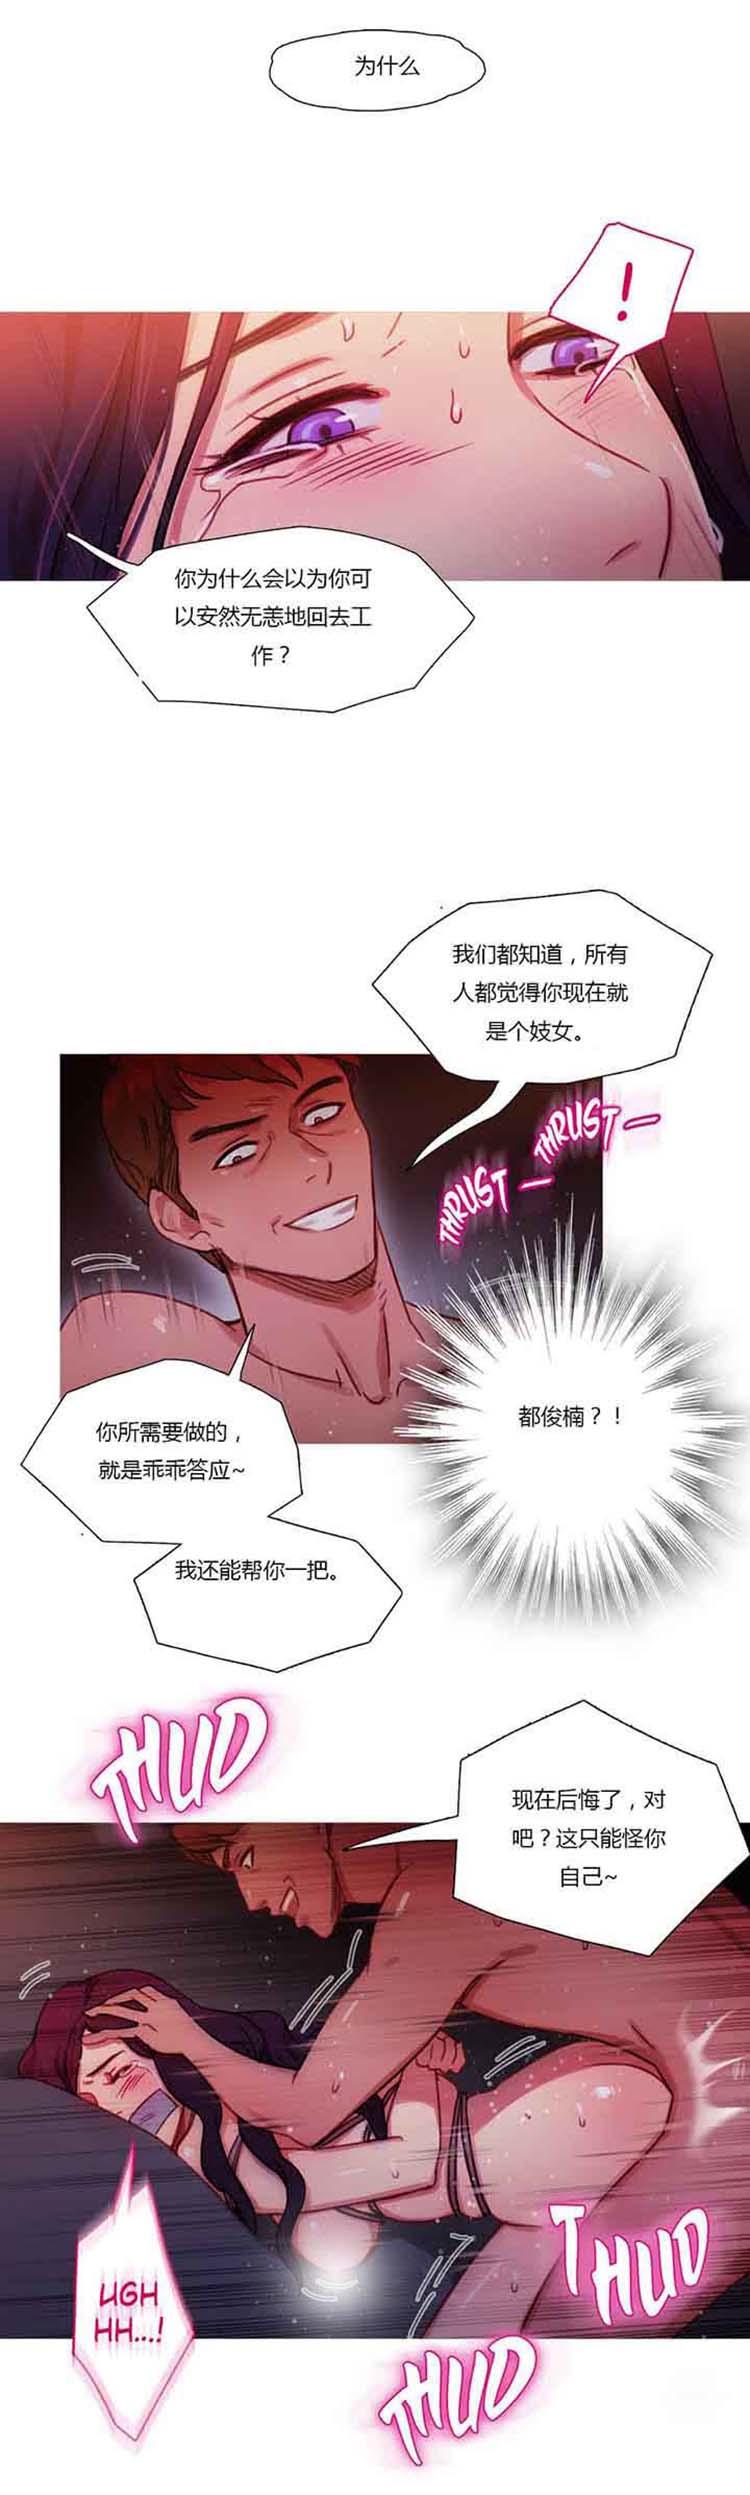 为什么
!
你为什么会以为你可
以安然无恙地回去工
作？
我们都知道，所有
人都觉得你现在就
是个妓女。
THRUST—
THRUST—
都俊楠？！
你所需要做的，
就是乖乖答应~
我还能帮你一把。
THUD
现在后悔了，对
吧？这只能怪你
自己~
UGH
HH...!
THUD
THUD